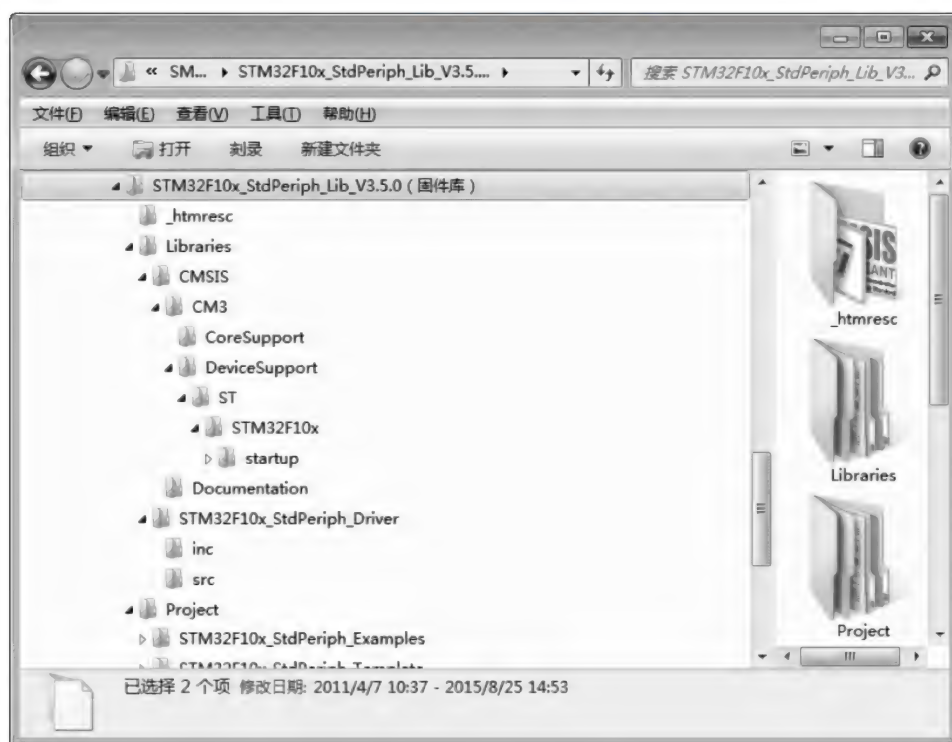 « SM... ▸ STM32F10x_StdPeriph_Lib_V3.5.... ▸
搜索 STM32F10x_StdPeriph_Lib_V3...
文件(F) 编辑(E) 查看(V) 工具(T) 帮助(H)
组织 打开 刻录 新建文件夹
STM32F10x_StdPeriph_Lib_V3.5.0 ( 固件库 )
_htmresc
Libraries
CMSIS
CM3
CoreSupport
DeviceSupport
ST
STM32F10x
startup
Documentation
STM32F10x_StdPeriph_Driver
inc
src
Project
STM32F10x_StdPeriph_Examples
STM32F10x_StdPeriph_Template
SIS
ANT
_htmresc
Libraries
Project
已选择 2 个项 修改日期: 2011/4/7 10:37 - 2015/8/25 14:53